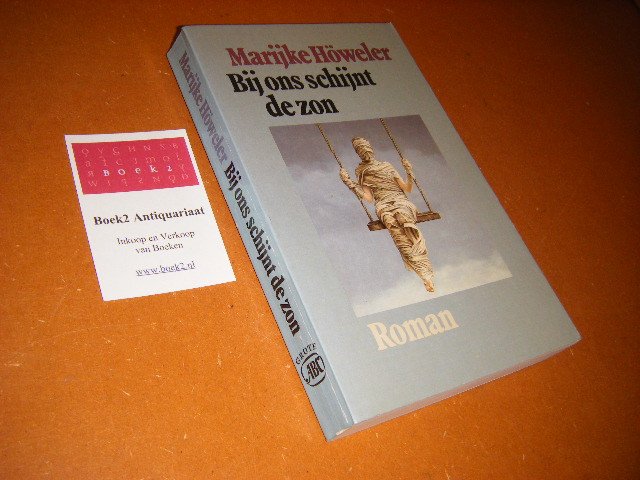 Marijke Höweler
Bij ons schijnt
de zon
Roman
Marijke Höweler Bij ons schijnt de zon
GROTE
ABC
BOEK2
Boek2 Antiquariaat
Inkoop en Verkoop
van Boeken
www.boek2.nl